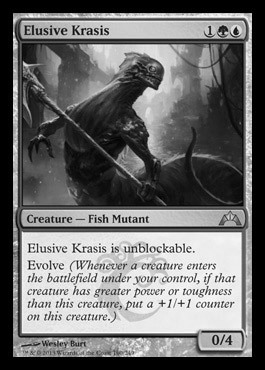 Elusive Krasis 1
Creature — Fish Mutant
Elusive Krasis is unblockable.
Evolve (Whenever a creature enters
the battlefield under your control, if that
creature has greater power or toughness
than this creature, put a +1/+1 counter
on this creature.)
Wesley Burt
0/4